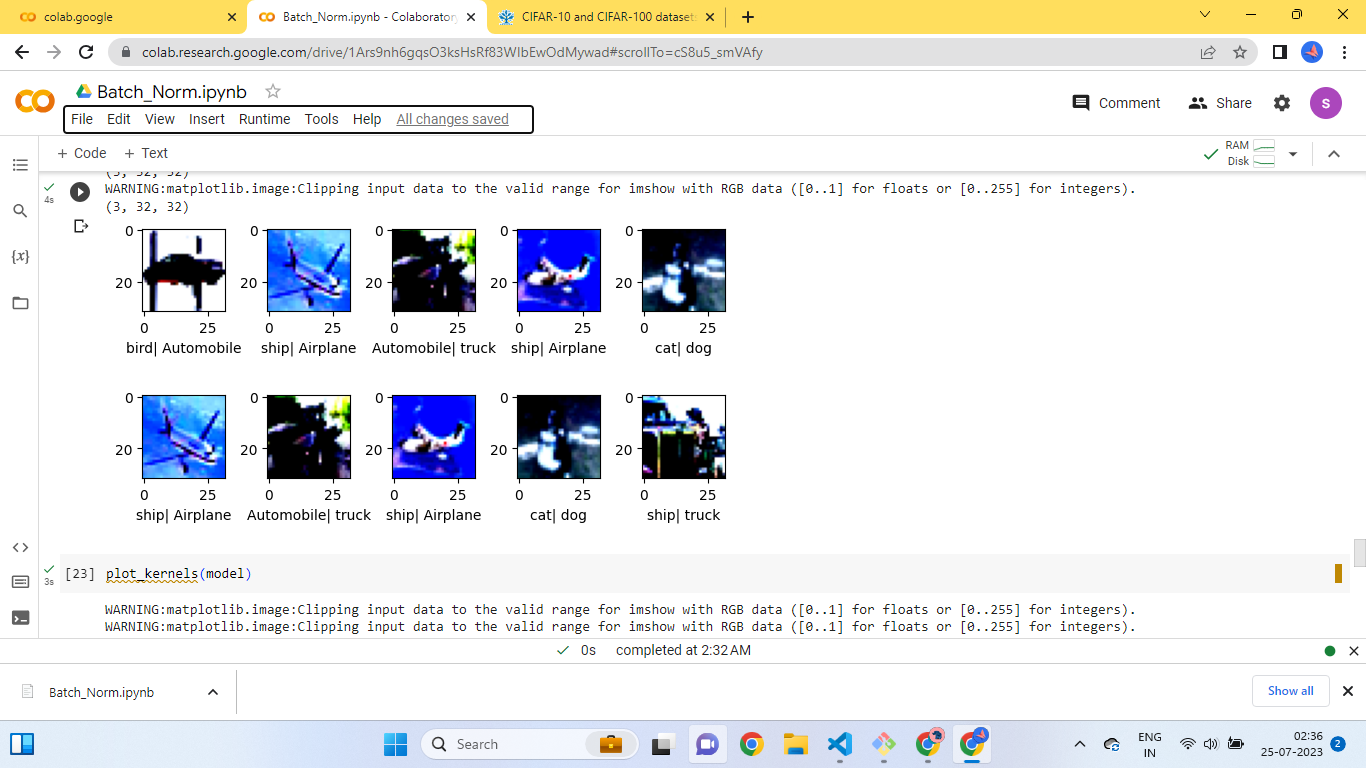 colab.google
Batch_Norm.ipynb - Colaboratory
CIFAR-10 and CIFAR-100 datasets
colab.research.google.com/drive/1Ars9nh6gqsO3ksHsRf83WIbEwOdMywad#scrollTo=cS8u5_smVAfy
Batch_Norm.ipynb
File Edit View Insert Runtime Tools Help All changes saved
Comment Share S
+ Code + Text
RAM
Disk
(3, 32, 32)
WARNING:matplotlib.image:Clipping input data to the valid range for imshow with RGB data ([0..1] for floats or [0..255] for integers).
4s
(3, 32, 32)
{x}
0 0 0 0 0
20 20 20 20 20
0 25 0 25 0 25 0 25 0 25
bird| Automobile ship| Airplane Automobile| truck ship| Airplane cat| dog
0 0 0 0 0
20 20 20 20 20
0 25 0 25 0 25 0 25 0 25
ship| Airplane Automobile| truck ship| Airplane cat| dog ship| truck
[23] plot_kernels(model)
3s
WARNING:matplotlib.image:Clipping input data to the valid range for imshow with RGB data ([0..1] for floats or [0..255] for integers).
WARNING:matplotlib.image:Clipping input data to the valid range for imshow with RGB data ([0..1] for floats or [0..255] for integers).
0s completed at 2:32 AM
Batch_Norm.ipynb
Show all
Search
ENG
IN
02:36
25-07-2023
2